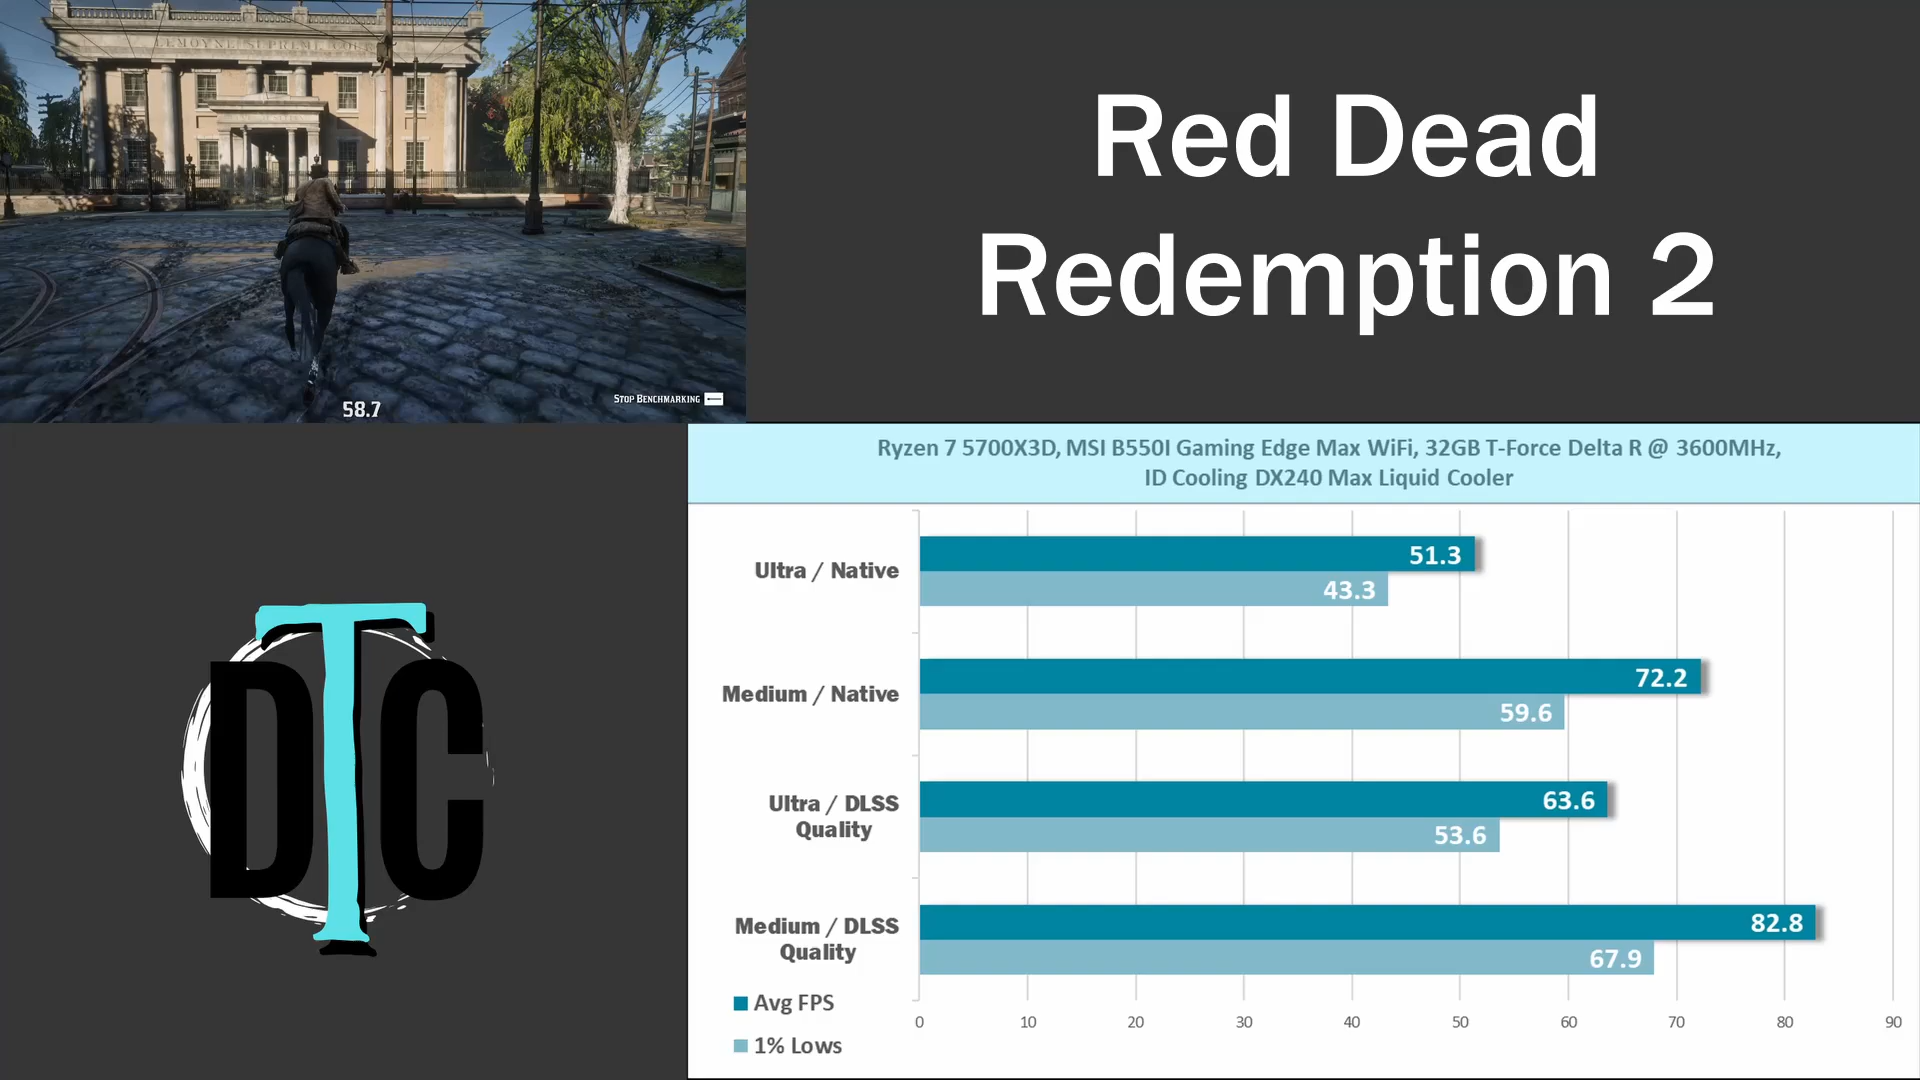 LEMOYNE SUPREME COURT
58.7
STOP BENCHMARKING
Red Dead
Redemption 2
DTC
Ryzen 7 5700X3D, MSI B550I Gaming Edge Max WiFi, 32GB T-Force Delta R @ 3600MHz,
ID Cooling DX240 Max Liquid Cooler
Ultra / Native
51.3
43.3
Medium / Native
72.2
59.6
Ultra / DLSS
Quality
63.6
53.6
Medium / DLSS
Quality
82.8
67.9
Avg FPS
1% Lows
0 10 20 30 40 50 60 70 80 90